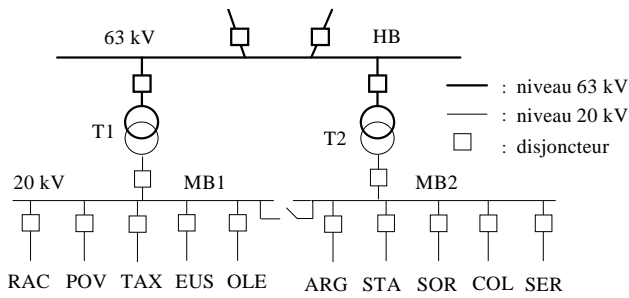 63 kV HB
: niveau 63 kV
: niveau 20 kV
: disjoncteur
T1 T2
20 kV MB1 MB2
RAC POV TAX EUS OLE ARG STA SOR COL SER